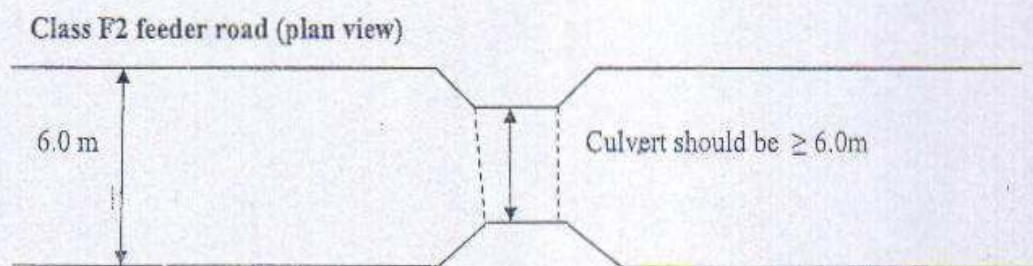 Class F2 feeder road (plan view)
6.0 m
Culvert should be ≥ 6.0m